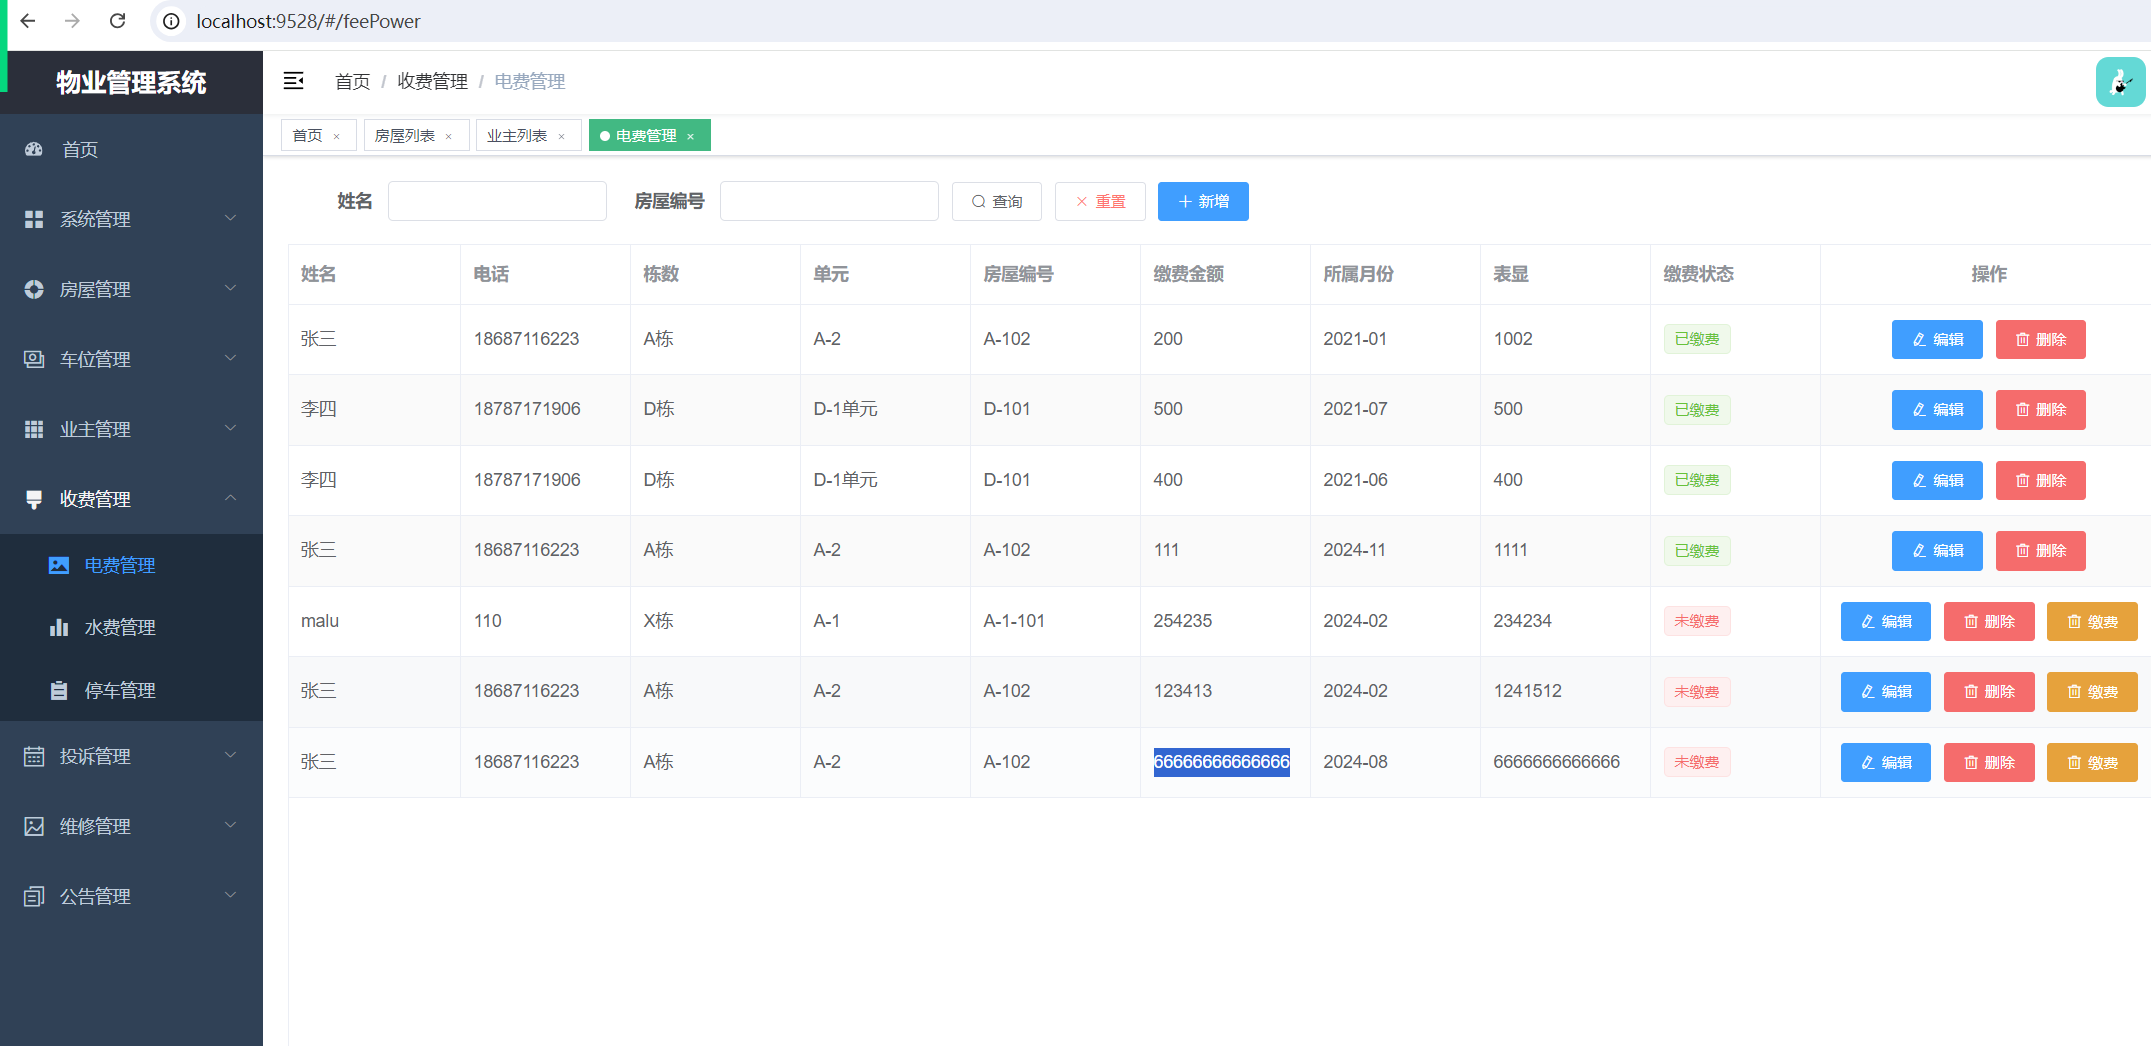 localhost:9528/#/feePower
物业管理系统
首页 / 收费管理 / 电费管理
首页 × 房屋列表 × 业主列表 × 电费管理 ×
首页
系统管理
房屋管理
车位管理
业主管理
收费管理
电费管理
水费管理
停车管理
投诉管理
维修管理
公告管理
姓名 房屋编号 查询 重置 新增
姓名 电话 栋数 单元 房屋编号 缴费金额 所属月份 表显 缴费状态 操作
张三 18687116223 A栋 A-2 A-102 200 2021-01 1002 已缴费 编辑 删除
李四 18787171906 D栋 D-1单元 D-101 500 2021-07 500 已缴费 编辑 删除
李四 18787171906 D栋 D-1单元 D-101 400 2021-06 400 已缴费 编辑 删除
张三 18687116223 A栋 A-2 A-102 111 2024-11 1111 已缴费 编辑 删除
malu 110 X栋 A-1 A-1-101 254235 2024-02 234234 未缴费 编辑 删除 缴费
张三 18687116223 A栋 A-2 A-102 123413 2024-02 1241512 未缴费 编辑 删除 缴费
张三 18687116223 A栋 A-2 A-102 66666666666666 2024-08 6666666666666 未缴费 编辑 删除 缴费